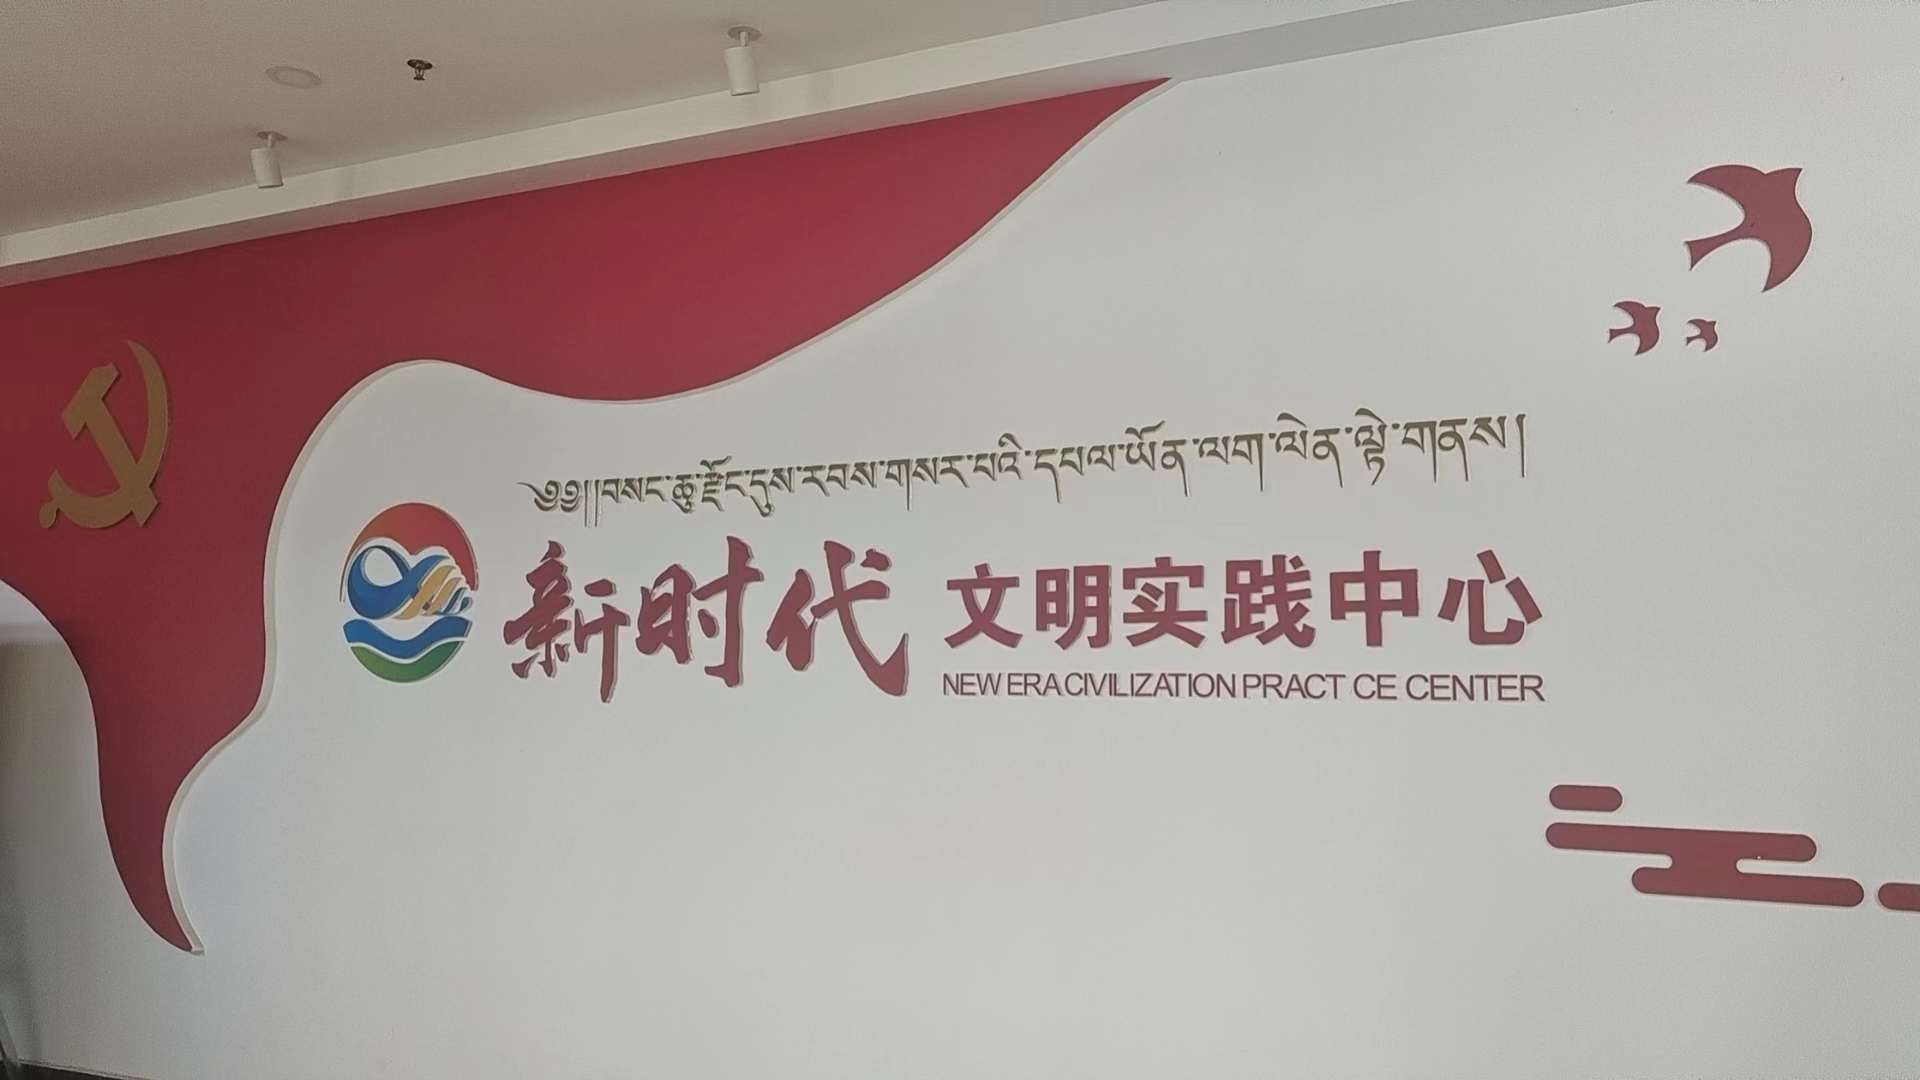 ༄༅།།བསང་ཆུ་རྫོང་དུས་རབས་གསར་པའི་དཔལ་ཡོན་ལག་ལེན་ལྟེ་གནས།
新时代 文明实践中心
NEW ERA CIVILIZATION PRACT CE CENTER